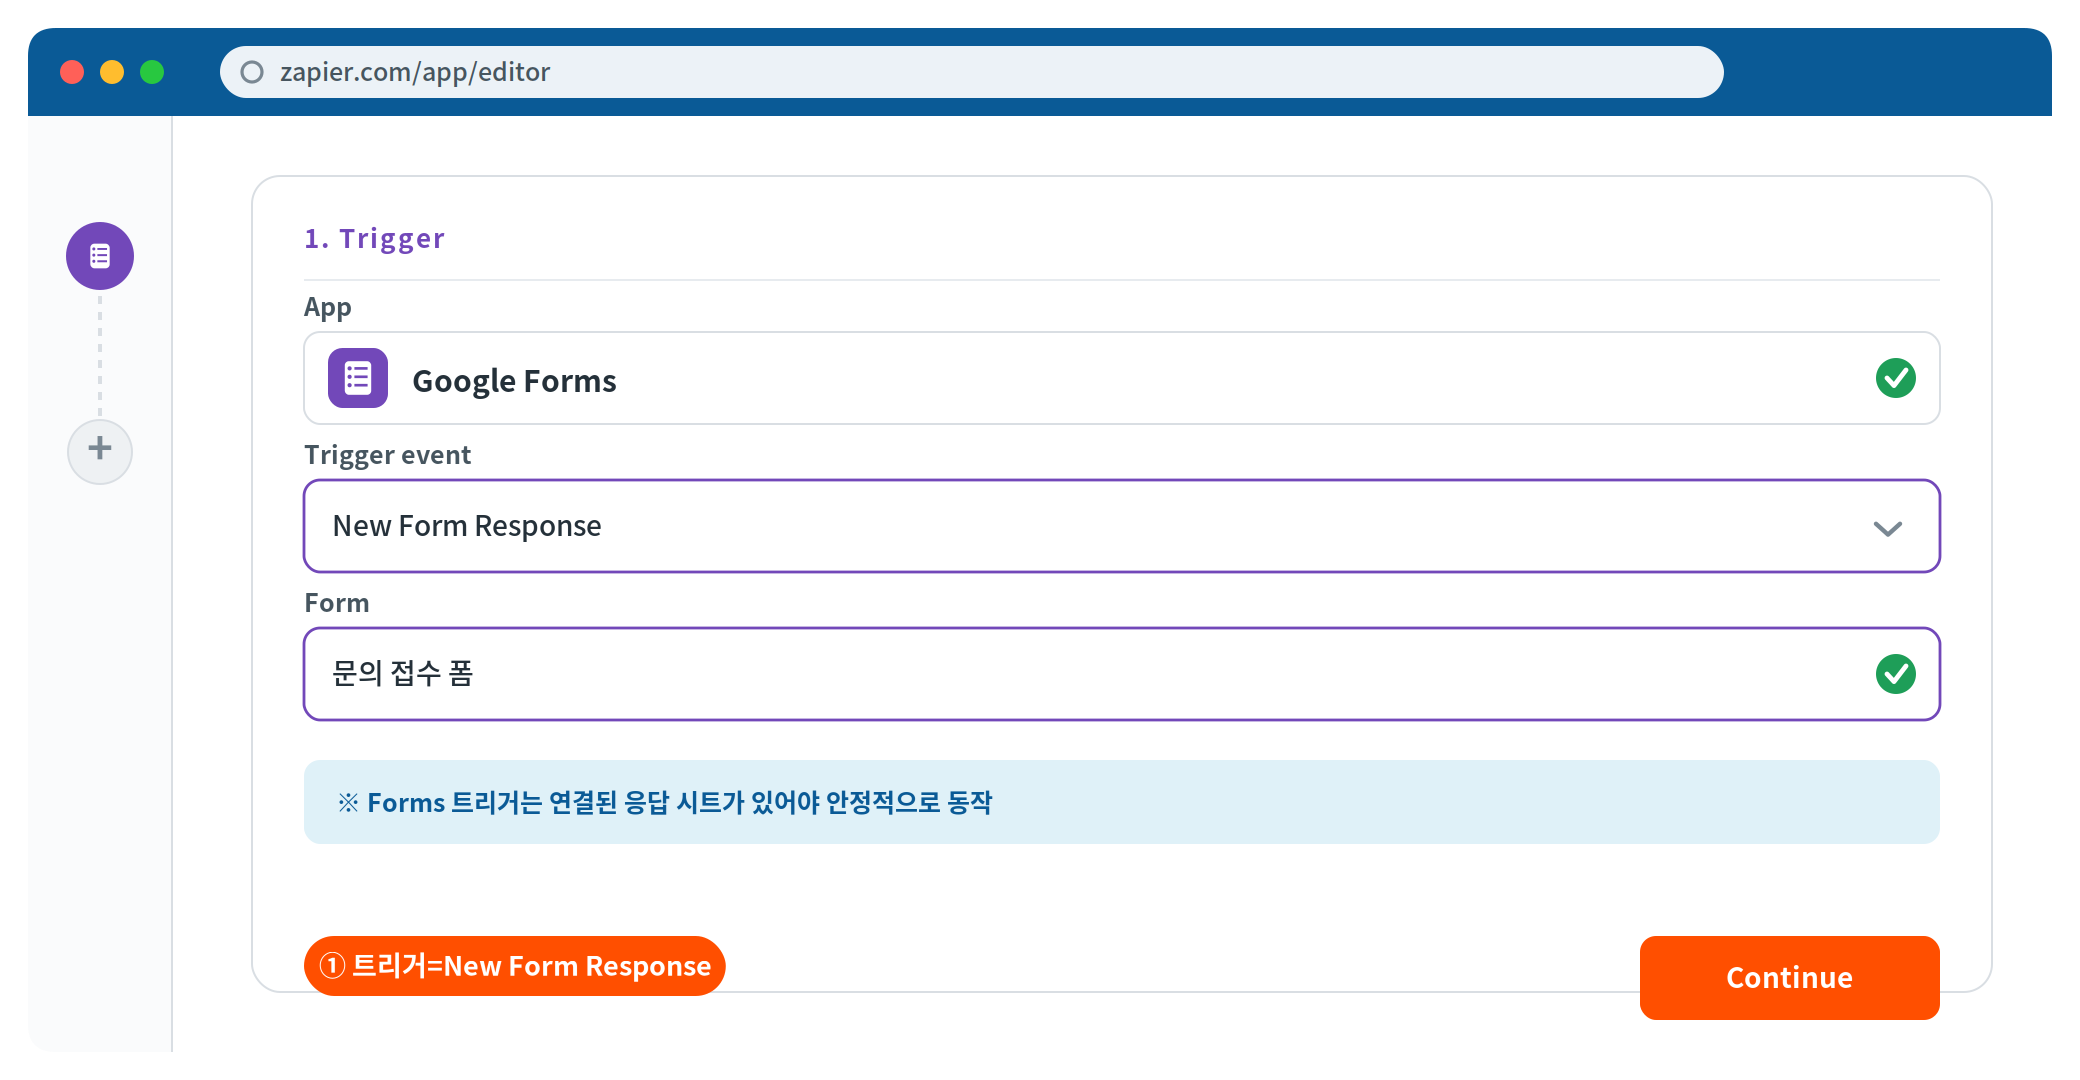 zapier.com/app/editor
1. Trigger
App
Google Forms
Trigger event
New Form Response
Form
문의 접수 폼
※ Forms 트리거는 연결된 응답 시트가 있어야 안정적으로 동작
① 트리거=New Form Response
Continue